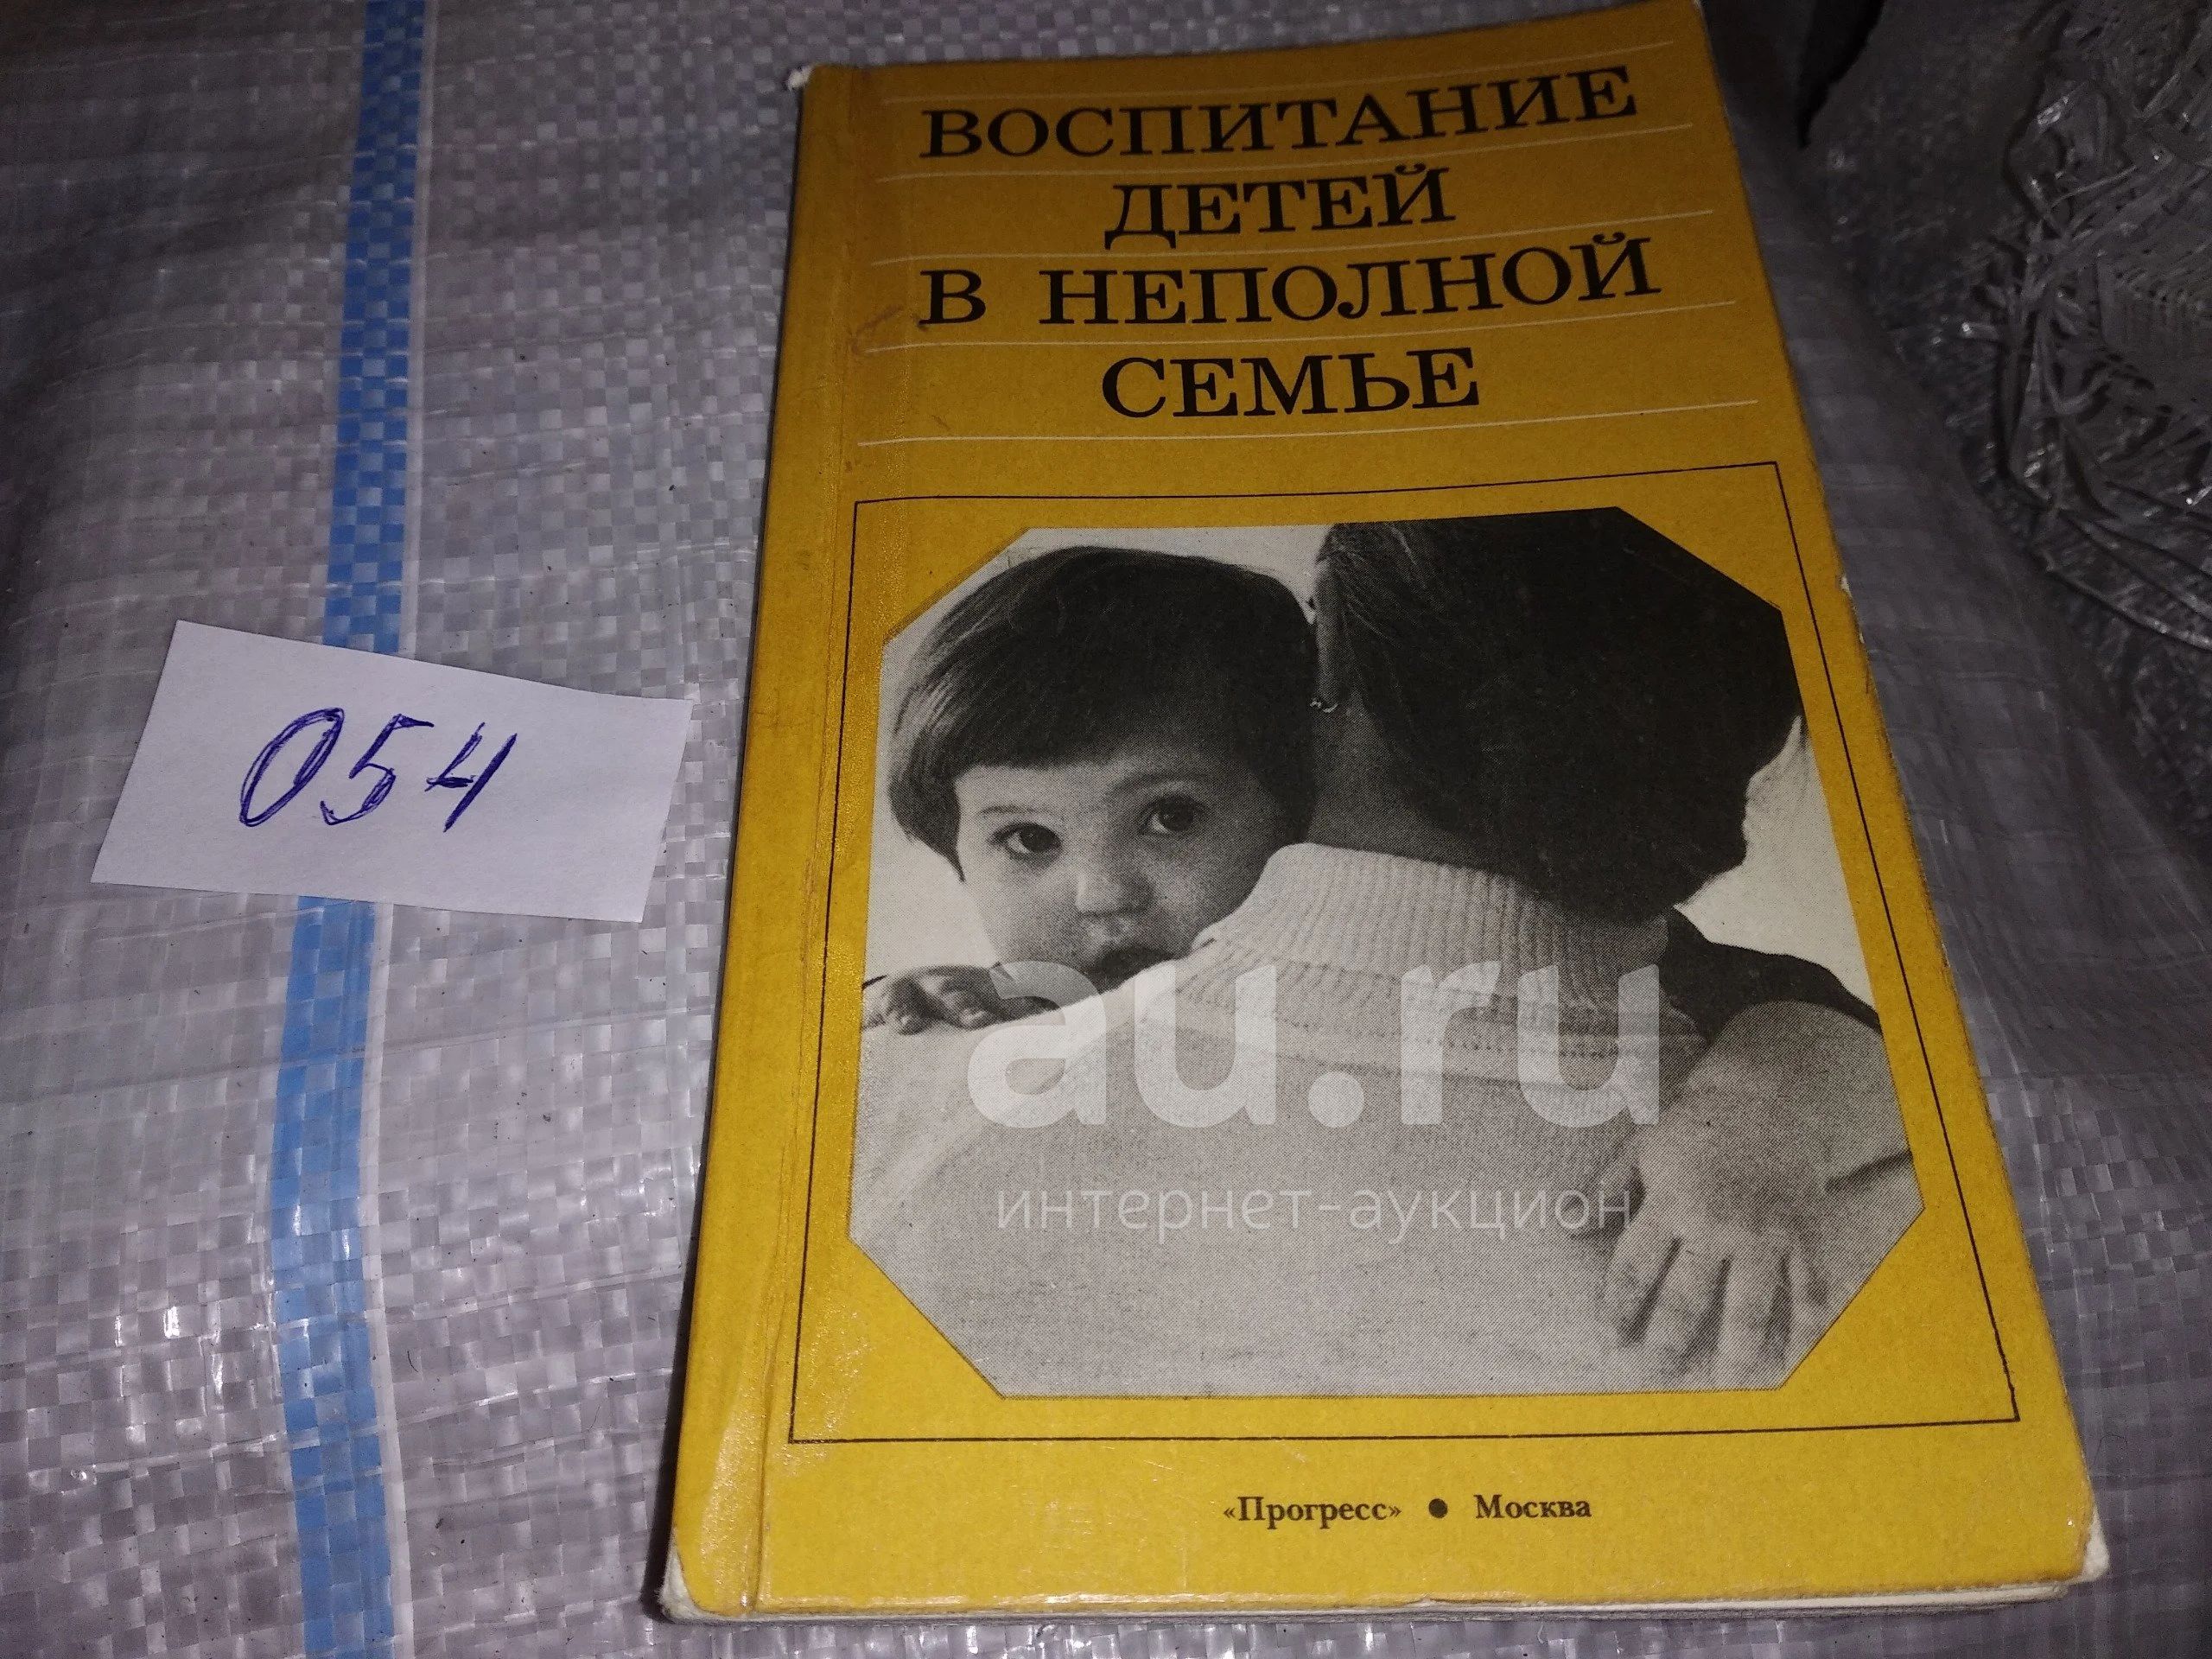 ВОСПИТАНИЕ
ДЕТЕЙ
В НЕПОЛНОЙ
СЕМЬЕ
054
au.ru
интернет-аукцион
«Прогресс» ● Москва